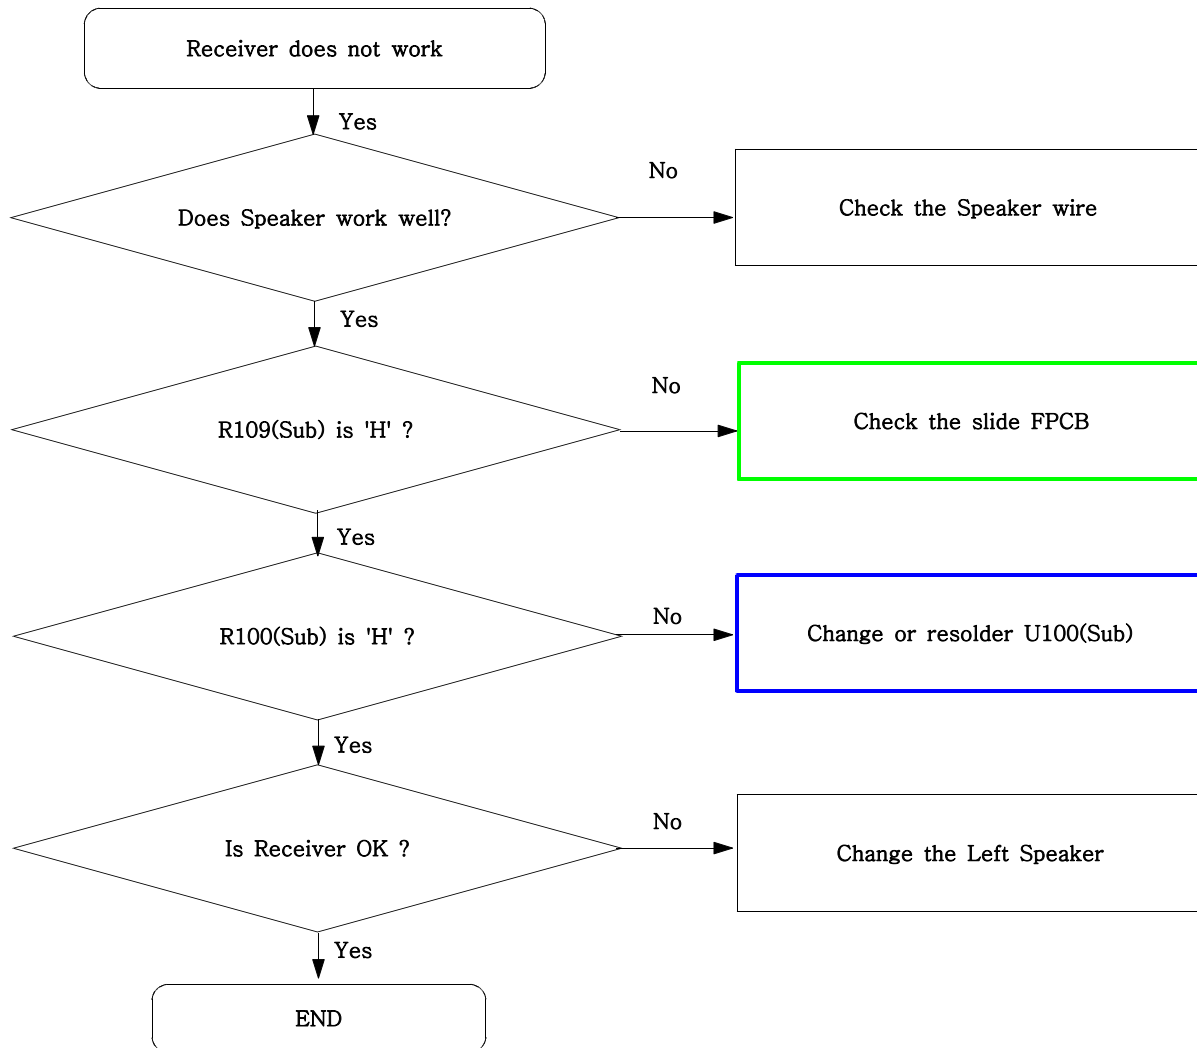 Receiver does not work
Yes
Does Speaker work well?
No
Check the Speaker wire
Yes
R109(Sub) is 'H' ?
No
Check the slide FPCB
Yes
R100(Sub) is 'H' ?
No
Change or resolder U100(Sub)
Yes
Is Receiver OK ?
No
Change the Left Speaker
Yes
END